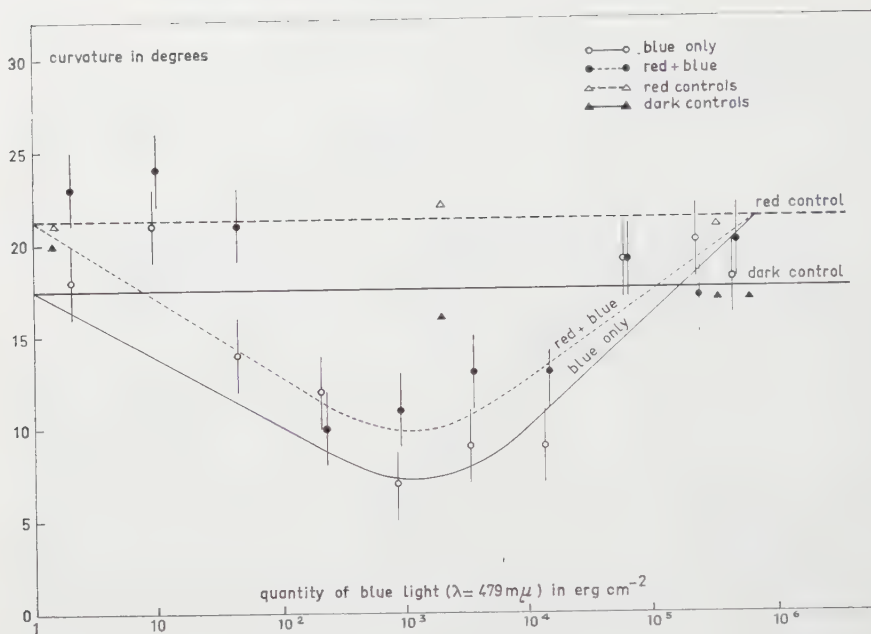 30
25
20
15
10
5
0
curvature in degrees
blue only
red + blue
red controls
dark controls
red control
dark control
red + blue
blue only
quantity of blue light (λ = 479 mμ) in erg cm⁻²
1
10
10²
10³
10⁴
10⁵
10⁶